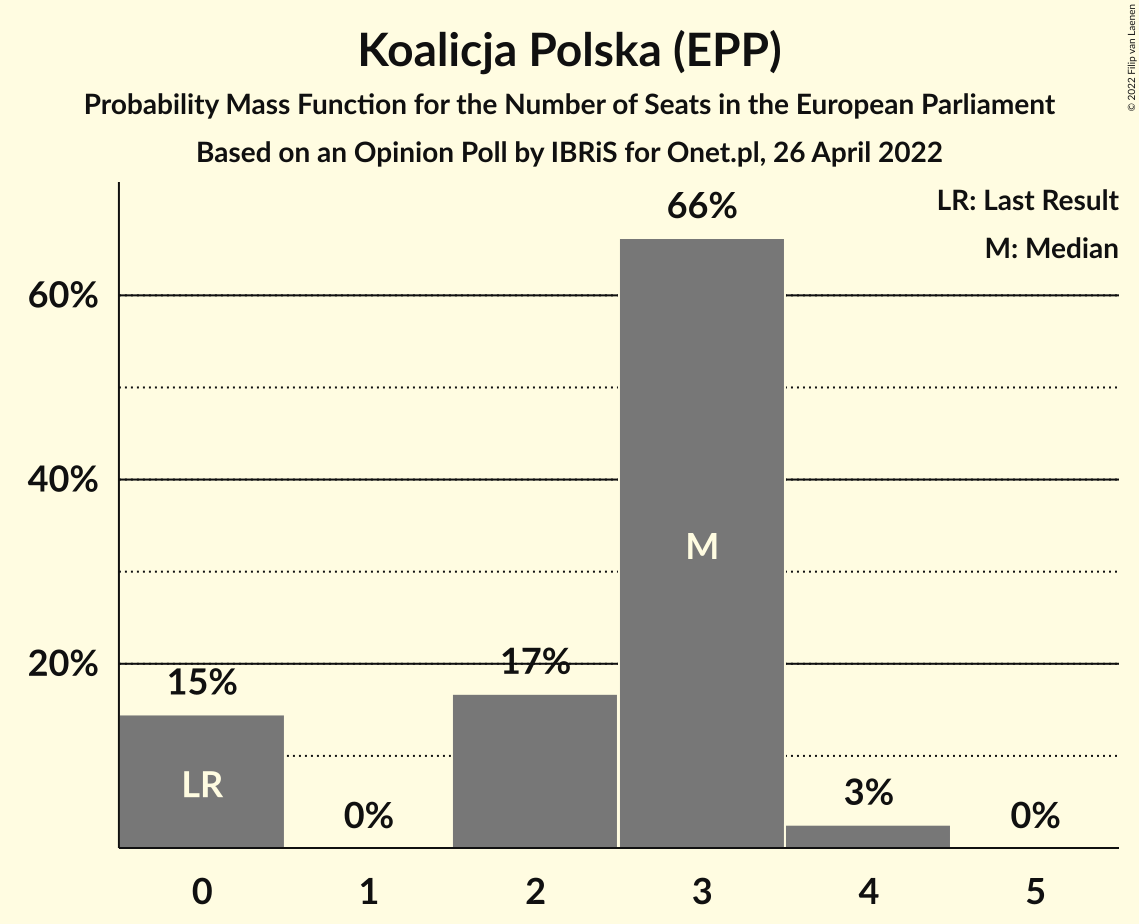 Koalicja Polska (EPP)
Probability Mass Function for the Number of Seats in the European Parliament
Based on an Opinion Poll by IBRiS for Onet.pl, 26 April 2022
© 2022 Filip van Laenen
LR: Last Result
M: Median
66%
60%
40%
M
20%
17%
15%
LR
3%
0%
0%
0 1 2 3 4 5